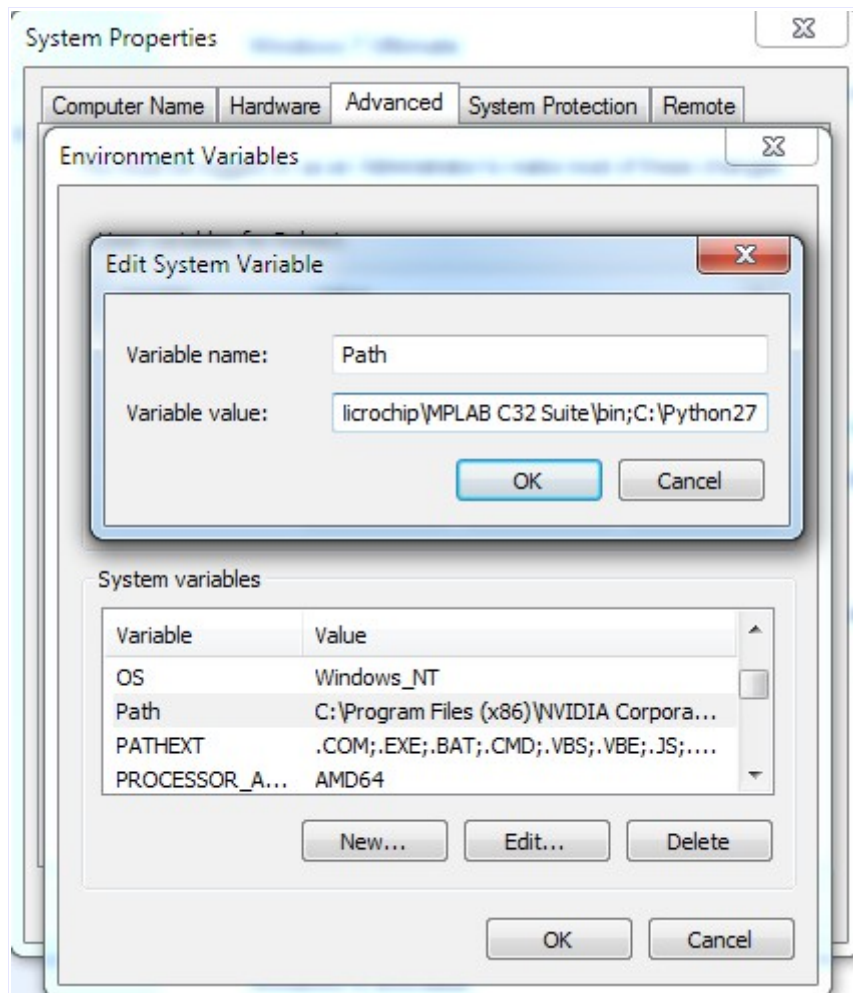 System Properties
Computer Name Hardware Advanced System Protection Remote
Environment Variables
Edit System Variable
Variable name: Path
Variable value: licrochip\MPLAB C32 Suite\bin;C:\Python27
OK Cancel
System variables
Variable Value
OS Windows_NT
Path C:\Program Files (x86)\NVIDIA Corpora...
PATHEXT .COM;.EXE;.BAT;.CMD;.VBS;.VBE;.JS;....
PROCESSOR_A... AMD64
New... Edit... Delete
OK Cancel